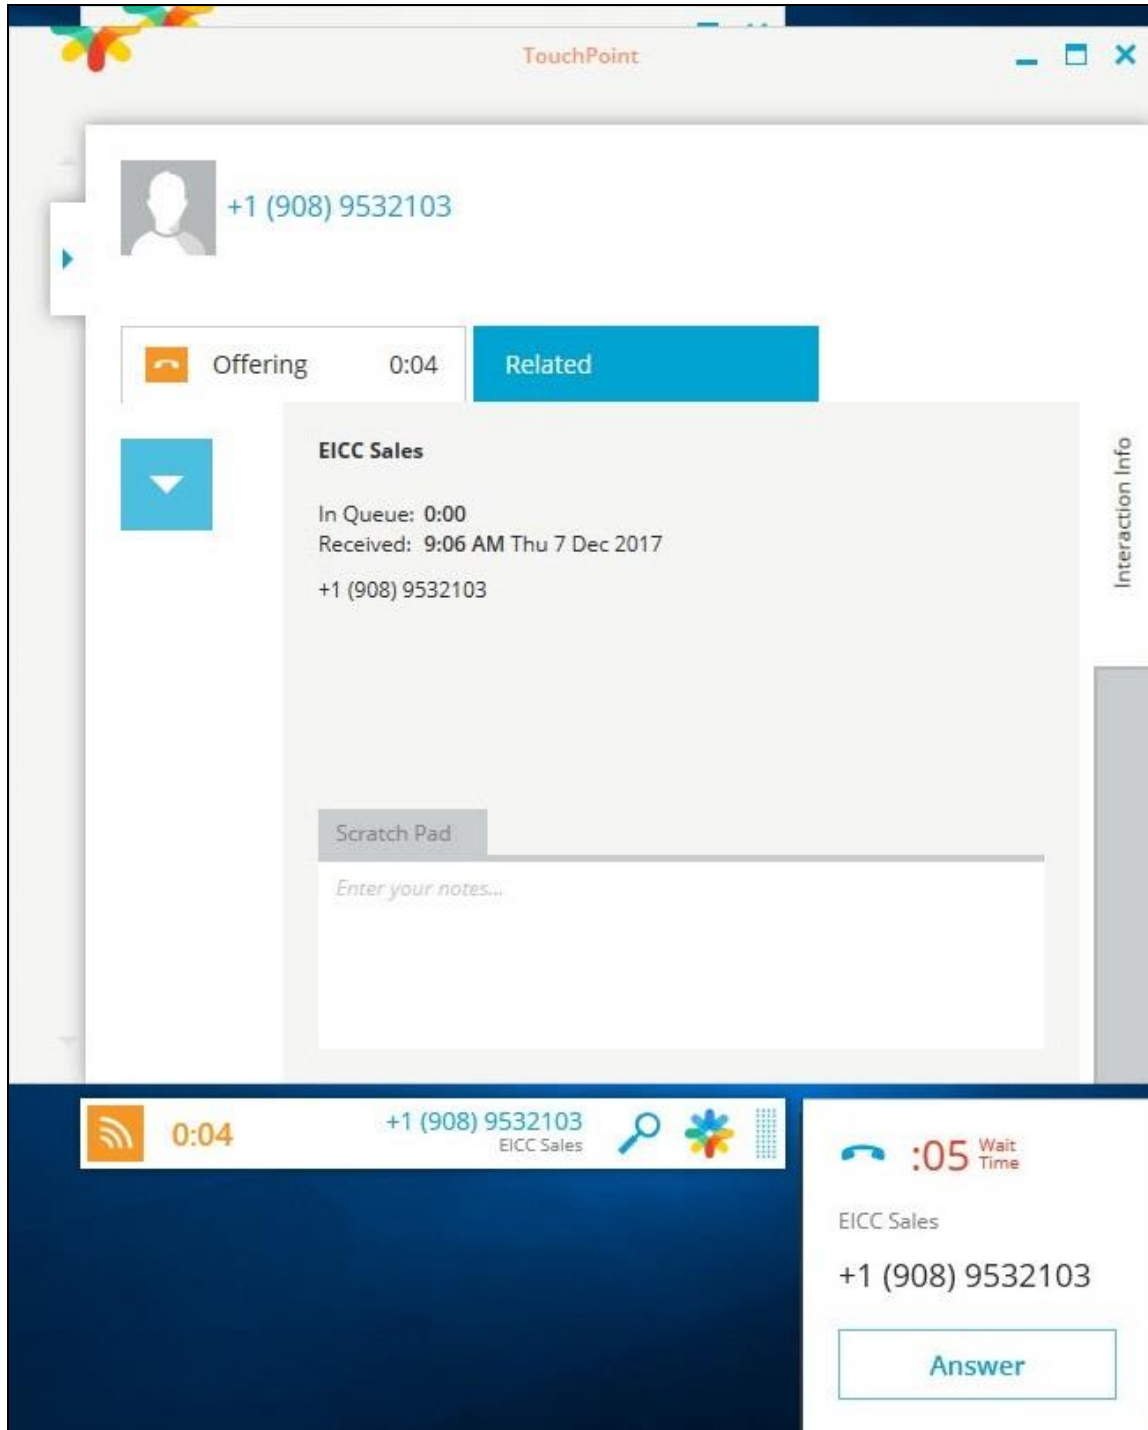 TouchPoint
+1 (908) 9532103
Offering 0:04
Related
EICC Sales
In Queue: 0:00
Received: 9:06 AM Thu 7 Dec 2017
+1 (908) 9532103
Interaction Info
Scratch Pad
Enter your notes...
0:04
+1 (908) 9532103
EICC Sales
:05 Wait Time
EICC Sales
+1 (908) 9532103
Answer